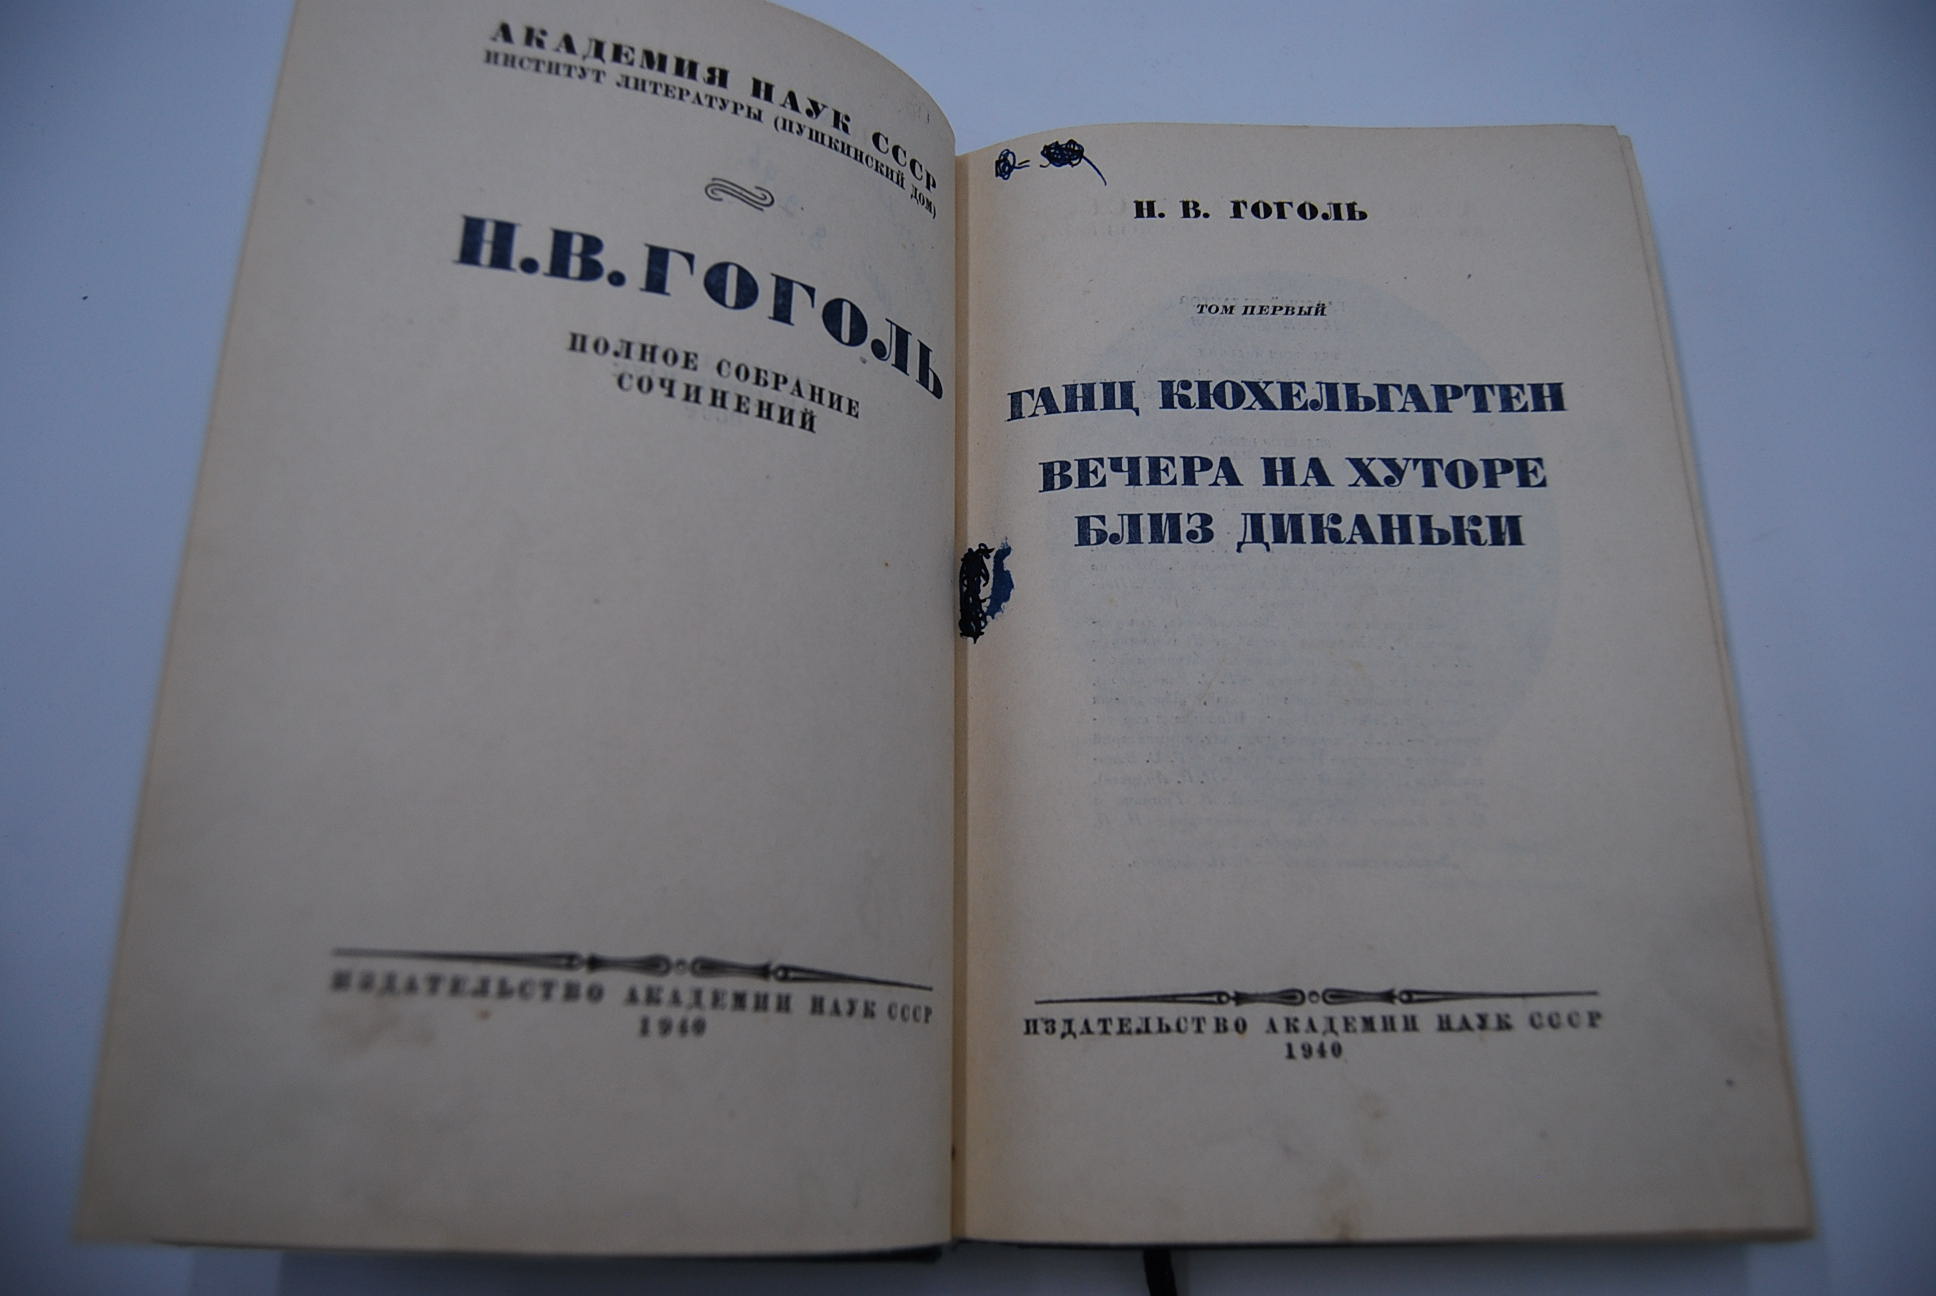 АКАДЕМИЯ НАУК СССР
ИНСТИТУТ ЛИТЕРАТУРЫ (ПУШКИНСКИЙ ДОМ)
Н.В.ГОГОЛЬ
ПОЛНОЕ СОБРАНИЕ
СОЧИНЕНИЙ
ИЗДАТЕЛЬСТВО АКАДЕМИИ НАУК СССР
1940
Н. В. ГОГОЛЬ
ТОМ ПЕРВЫЙ
ГАНЦ КЮХЕЛЬГАРТЕН
ВЕЧЕРА НА ХУТОРЕ
БЛИЗ ДИКАНЬКИ
ИЗДАТЕЛЬСТВО АКАДЕМИИ НАУК СССР
1940